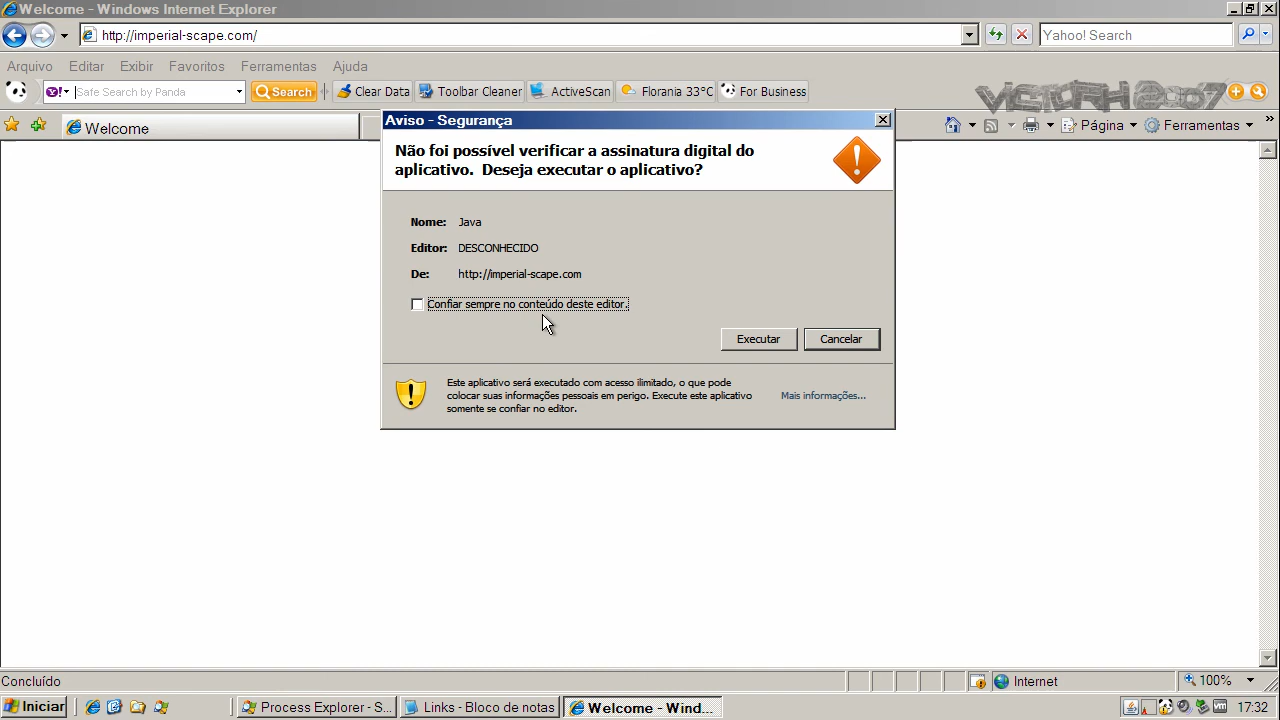 Welcome - Windows Internet Explorer
http://imperial-scape.com/
Yahoo! Search
Arquivo Editar Exibir Favoritos Ferramentas Ajuda
Y! Safe Search by Panda Search Clear Data Toolbar Cleaner ActiveScan Florania 33°C For Business
VICTORPH 2007
Welcome
Página Ferramentas
Aviso - Segurança
Não foi possível verificar a assinatura digital do
aplicativo. Deseja executar o aplicativo?
Nome: Java
Editor: DESCONHECIDO
De: http://imperial-scape.com
Confiar sempre no conteúdo deste editor.
Executar Cancelar
Este aplicativo será executado com acesso ilimitado, o que pode
colocar suas informações pessoais em perigo. Execute este aplicativo
somente se confiar no editor.
Mais informações...
Concluído Internet 100%
Iniciar Process Explorer - S... Links - Bloco de notas Welcome - Wind... vm 17:32